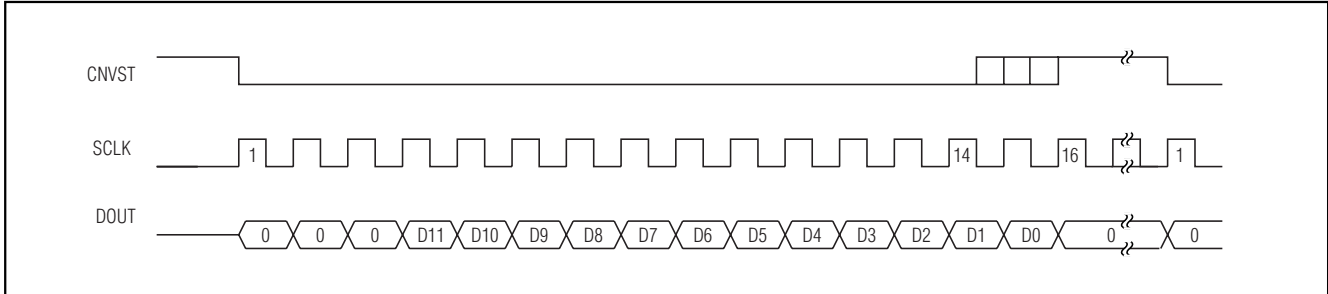 CNVST
SCLK 1 14 16 1
DOUT 0 0 0 D11 D10 D9 D8 D7 D6 D5 D4 D3 D2 D1 D0 0 0